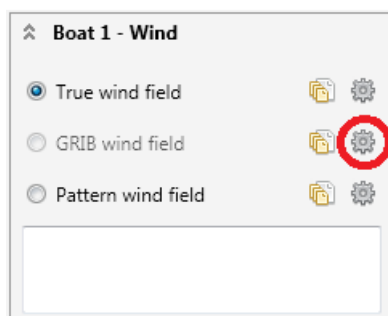 Boat 1 - Wind
True wind field
GRIB wind field
Pattern wind field